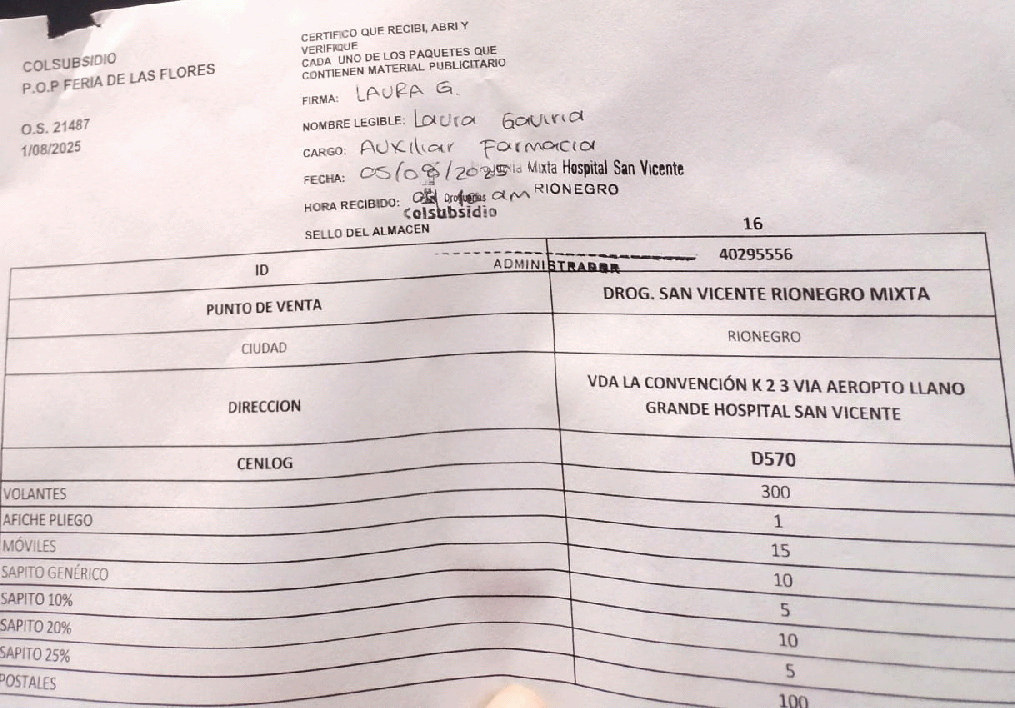 COLSUBSIDIO
P.O.P FERIA DE LAS FLORES
O.S. 21487
1/08/2025
CERTIFICO QUE RECIBI, ABRI Y
VERIFIQUE
CADA UNO DE LOS PAQUETES QUE
CONTIENEN MATERIAL PUBLICITARIO
FIRMA: LAURA G.
NOMBRE LEGIBLE: Laura Gaviria
CARGO: Auxiliar Farmacia
FECHA: 05/08/2025 Mixta Hospital San Vicente
HORA RECIBIDO: Droguerías am RIONEGRO
Colsubsidio
SELLO DEL ALMACEN
ADMINISTRADOR
16
ID 40295556
PUNTO DE VENTA DROG. SAN VICENTE RIONEGRO MIXTA
CIUDAD RIONEGRO
DIRECCION VDA LA CONVENCIÓN K 2 3 VIA AEROPTO LLANO
GRANDE HOSPITAL SAN VICENTE
CENLOG D570
VOLANTES 300
AFICHE PLIEGO 1
MÓVILES 15
SAPITO GENÉRICO 10
SAPITO 10% 5
SAPITO 20% 10
SAPITO 25% 5
POSTALES 100